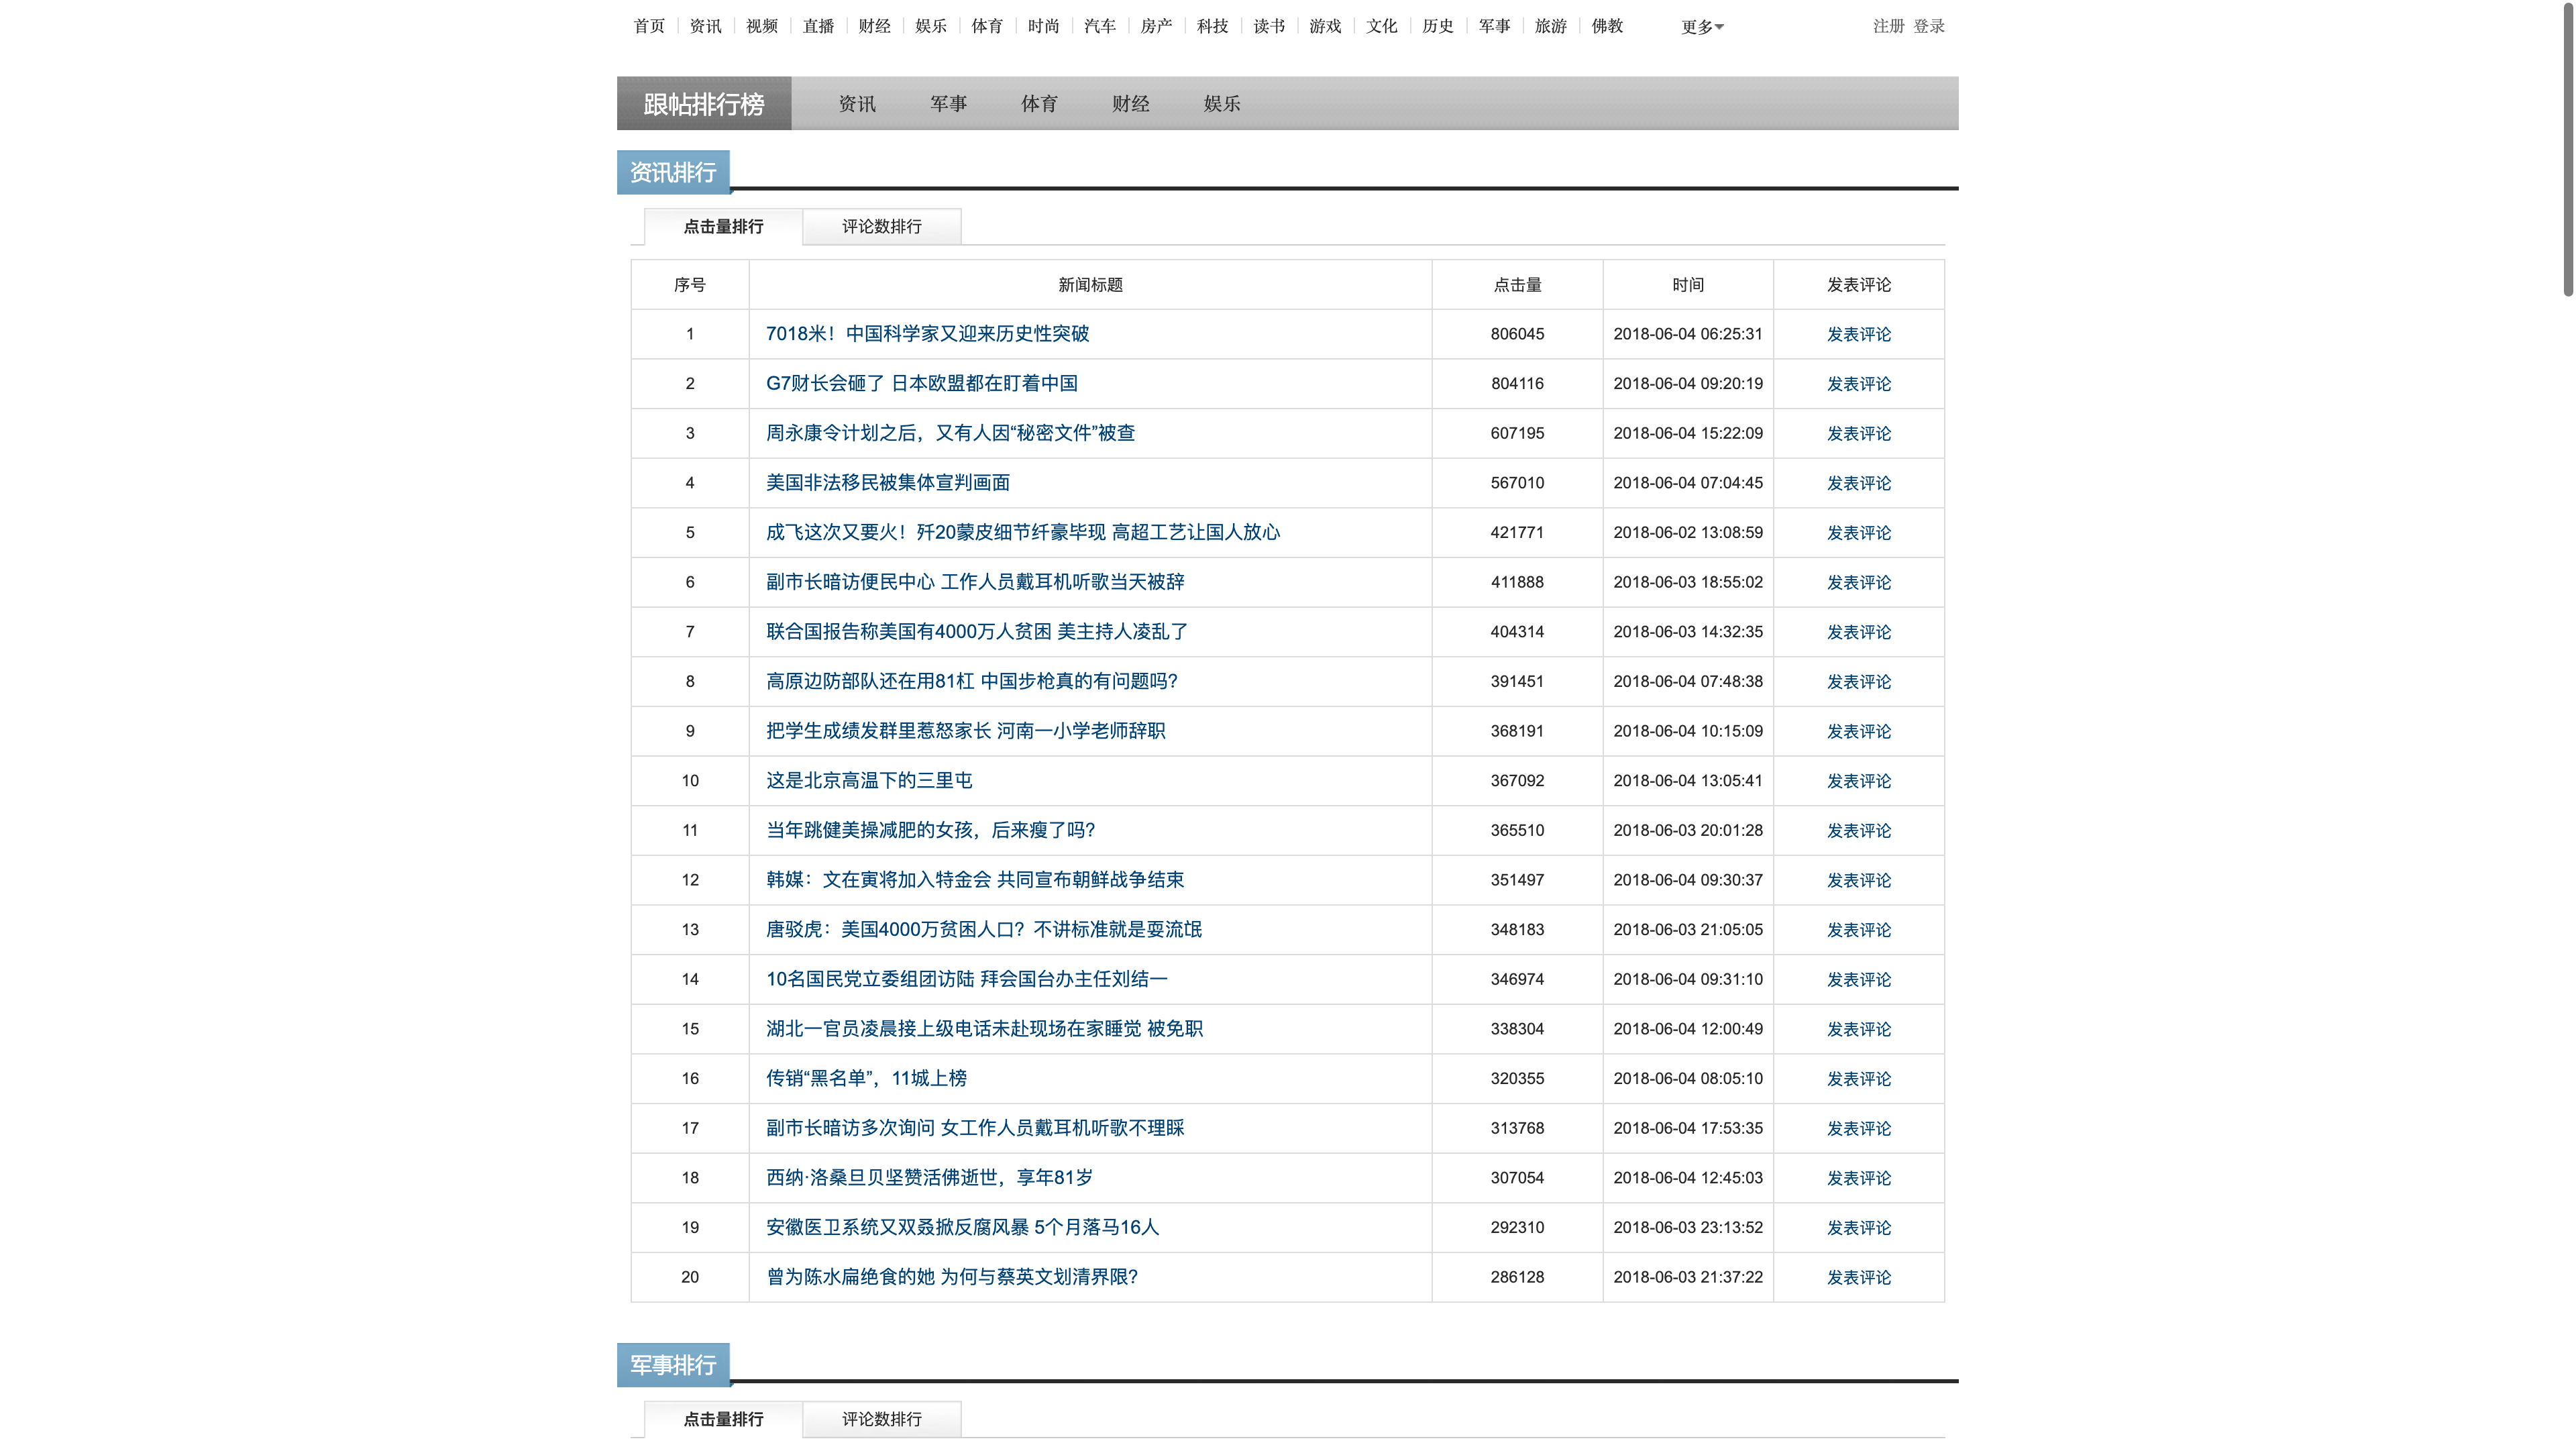 首页 资讯 视频 直播 财经 娱乐 体育 时尚 汽车 房产 科技 读书 游戏 文化 历史 军事 旅游 佛教 更多 注册 登录
跟帖排行榜 资讯 军事 体育 财经 娱乐
资讯排行
点击量排行 评论数排行
序号 新闻标题 点击量 时间 发表评论
1 7018米！中国科学家又迎来历史性突破 806045 2018-06-04 06:25:31 发表评论
2 G7财长会砸了 日本欧盟都在盯着中国 804116 2018-06-04 09:20:19 发表评论
3 周永康令计划之后，又有人因“秘密文件”被查 607195 2018-06-04 15:22:09 发表评论
4 美国非法移民被集体宣判画面 567010 2018-06-04 07:04:45 发表评论
5 成飞这次又要火！歼20蒙皮细节纤豪毕现 高超工艺让国人放心 421771 2018-06-02 13:08:59 发表评论
6 副市长暗访便民中心 工作人员戴耳机听歌当天被辞 411888 2018-06-03 18:55:02 发表评论
7 联合国报告称美国有4000万人贫困 美主持人凌乱了 404314 2018-06-03 14:32:35 发表评论
8 高原边防部队还在用81杠 中国步枪真的有问题吗? 391451 2018-06-04 07:48:38 发表评论
9 把学生成绩发群里惹怒家长 河南一小学老师辞职 368191 2018-06-04 10:15:09 发表评论
10 这是北京高温下的三里屯 367092 2018-06-04 13:05:41 发表评论
11 当年跳健美操减肥的女孩，后来瘦了吗? 365510 2018-06-03 20:01:28 发表评论
12 韩媒：文在寅将加入特金会 共同宣布朝鲜战争结束 351497 2018-06-04 09:30:37 发表评论
13 唐驳虎：美国4000万贫困人口？不讲标准就是耍流氓 348183 2018-06-03 21:05:05 发表评论
14 10名国民党立委组团访陆 拜会国台办主任刘结一 346974 2018-06-04 09:31:10 发表评论
15 湖北一官员凌晨接上级电话未赴现场在家睡觉 被免职 338304 2018-06-04 12:00:49 发表评论
16 传销“黑名单”，11城上榜 320355 2018-06-04 08:05:10 发表评论
17 副市长暗访多次询问 女工作人员戴耳机听歌不理睬 313768 2018-06-04 17:53:35 发表评论
18 西纳·洛桑旦贝坚赞活佛逝世，享年81岁 307054 2018-06-04 12:45:03 发表评论
19 安徽医卫系统又双叒掀反腐风暴 5个月落马16人 292310 2018-06-03 23:13:52 发表评论
20 曾为陈水扁绝食的她 为何与蔡英文划清界限? 286128 2018-06-03 21:37:22 发表评论
军事排行
点击量排行 评论数排行